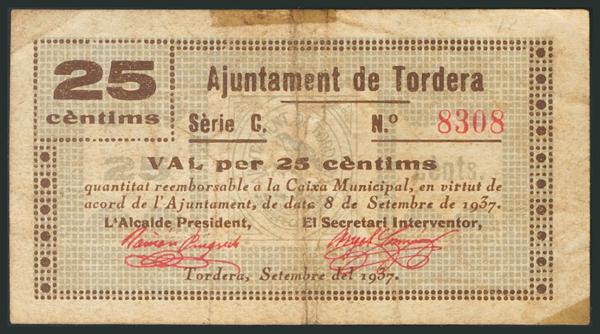 25
cèntims
Ajuntament de Tordera
Sèrie C. N.º 8308
VAL per 25 cèntims
quantitat reemborsable a la Caixa Municipal, en virtut de
acord de l'Ajuntament, de data 8 de Setembre de 1937.
L'Alcalde President, El Secretari Interventor,
Tordera, Setembre del 1937.